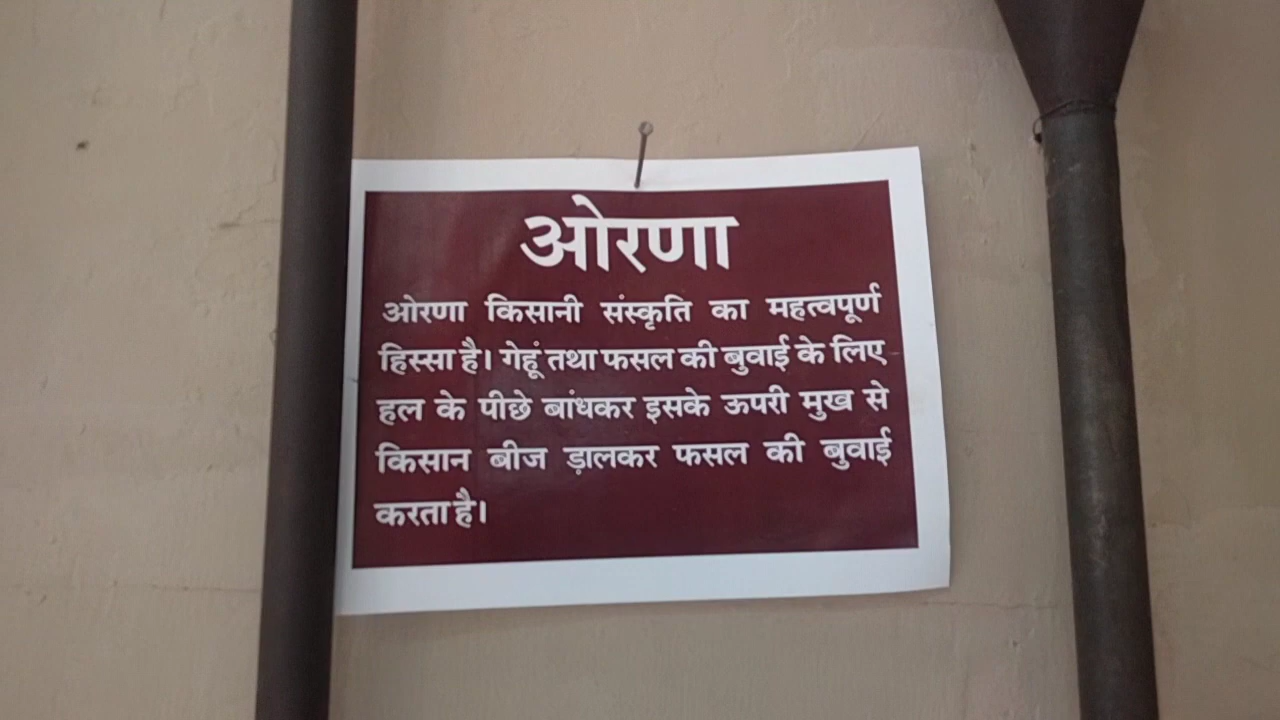 ओरणा
ओरणा किसानी संस्कृति का महत्वपूर्ण
हिस्सा है। गेहूं तथा फसल की बुवाई के लिए
हल के पीछे बांधकर इसके ऊपरी मुख से
किसान बीज ड़ालकर फसल की बुवाई
करता है।